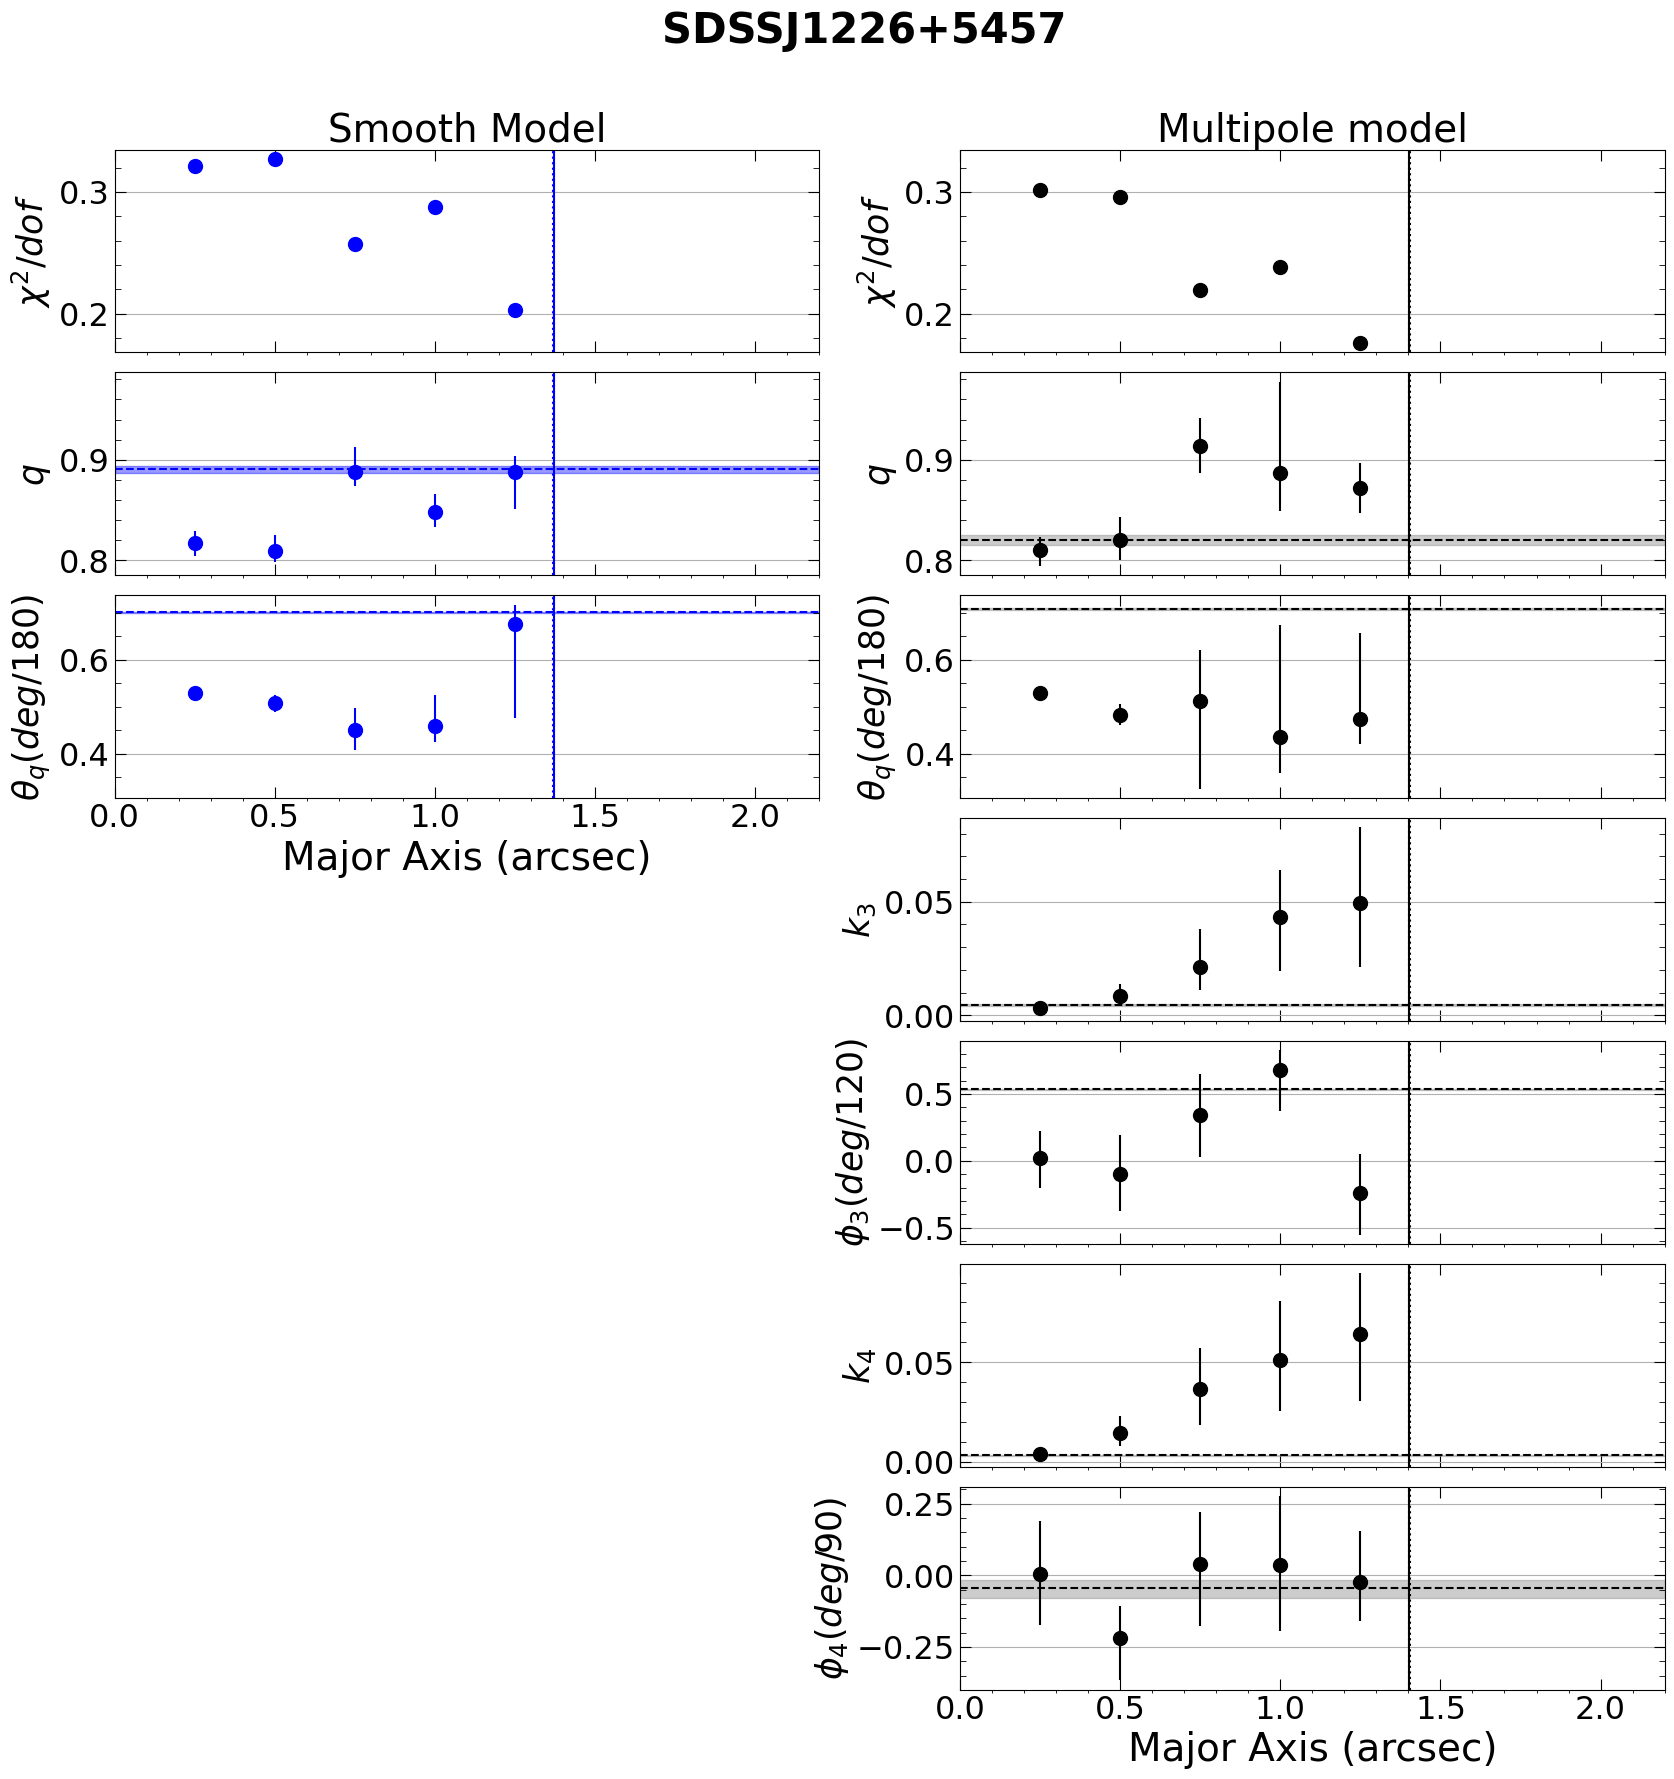 SDSSJ1226+5457
Smooth Model
χ²/dof
0.3
0.2
q
0.9
0.8
θ_q(deg/180)
0.6
0.4
0.0 0.5 1.0 1.5 2.0
Major Axis (arcsec)
Multipole model
χ²/dof
0.3
0.2
q
0.9
0.8
θ_q(deg/180)
0.6
0.4
k₃
0.05
0.00
ϕ₃(deg/120)
0.5
0.0
−0.5
k₄
0.05
0.00
ϕ₄(deg/90)
0.25
0.00
−0.25
0.0 0.5 1.0 1.5 2.0
Major Axis (arcsec)